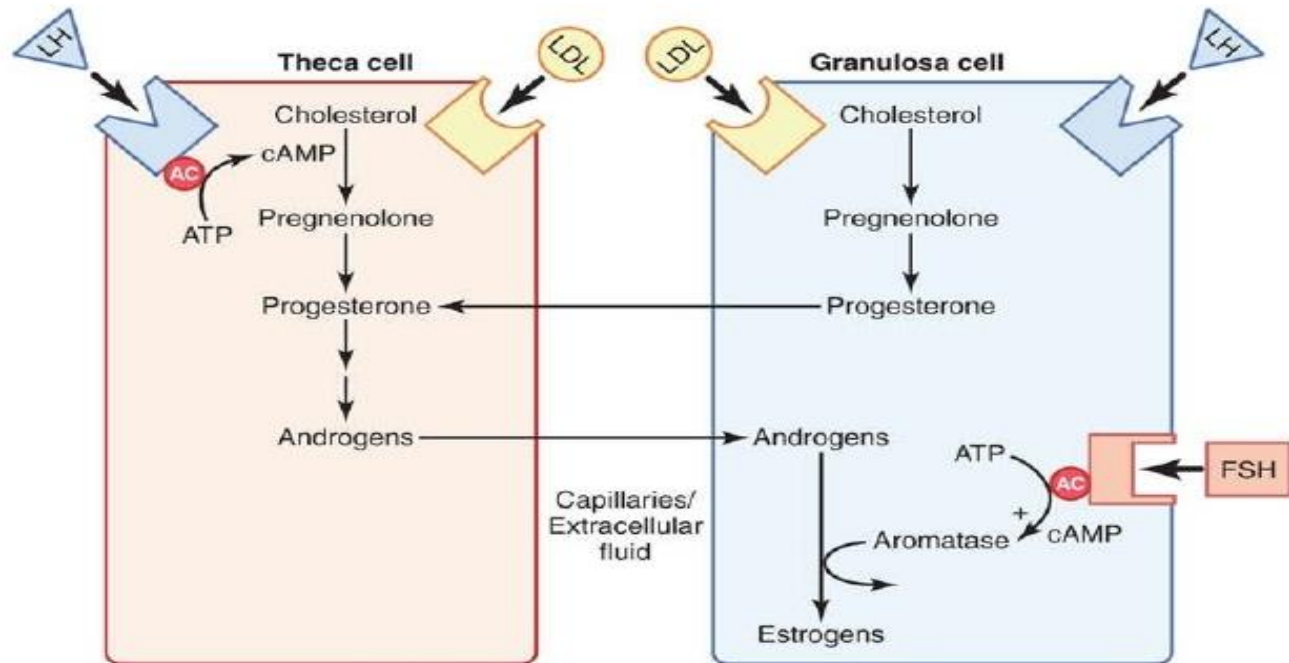 LH
LDL
LDL
LH
Theca cell
Granulosa cell
Cholesterol
Cholesterol
cAMP
AC
ATP
Pregnenolone
Pregnenolone
Progesterone
Progesterone
Androgens
Androgens
ATP
AC
FSH
Capillaries/
Extracellular
fluid
+
Aromatase
cAMP
Estrogens